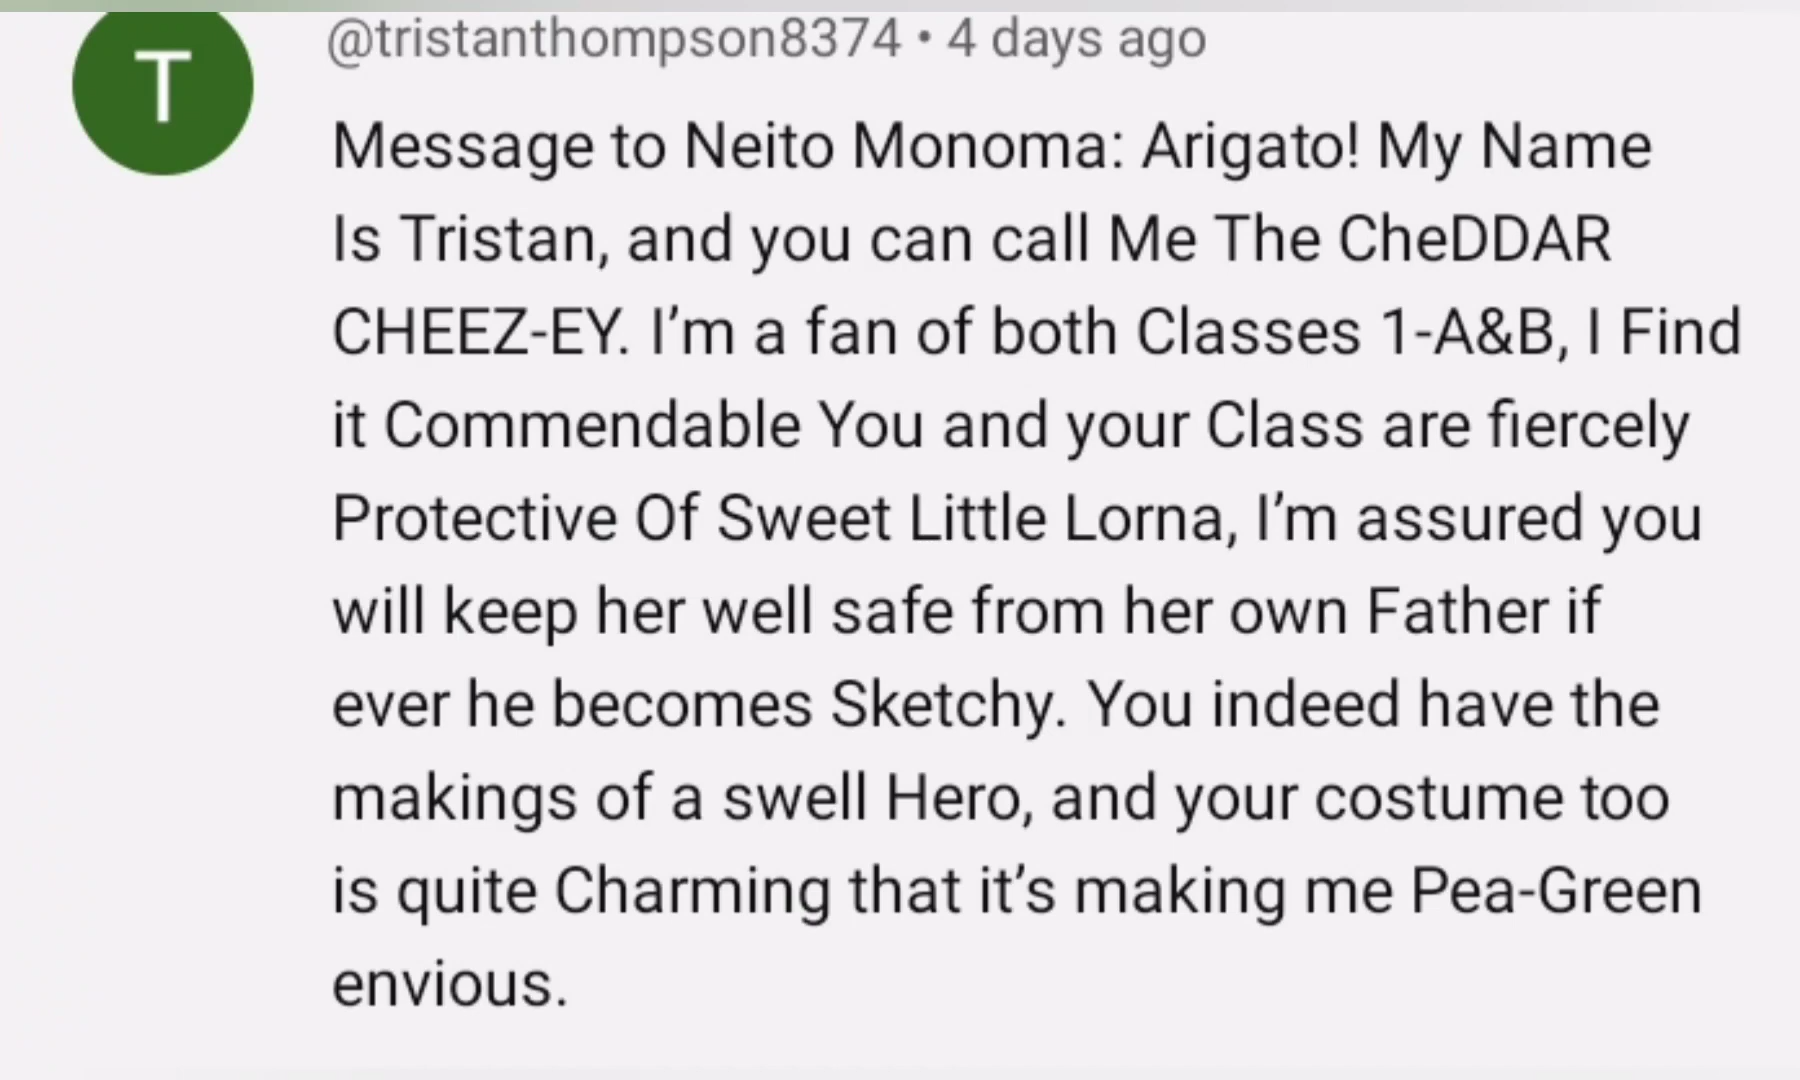 T
@tristanthompson8374 • 4 days ago
Message to Neito Monoma: Arigato! My Name
Is Tristan, and you can call Me The CheDDAR
CHEEZ-EY. I’m a fan of both Classes 1-A&B, I Find
it Commendable You and your Class are fiercely
Protective Of Sweet Little Lorna, I’m assured you
will keep her well safe from her own Father if
ever he becomes Sketchy. You indeed have the
makings of a swell Hero, and your costume too
is quite Charming that it’s making me Pea-Green
envious.